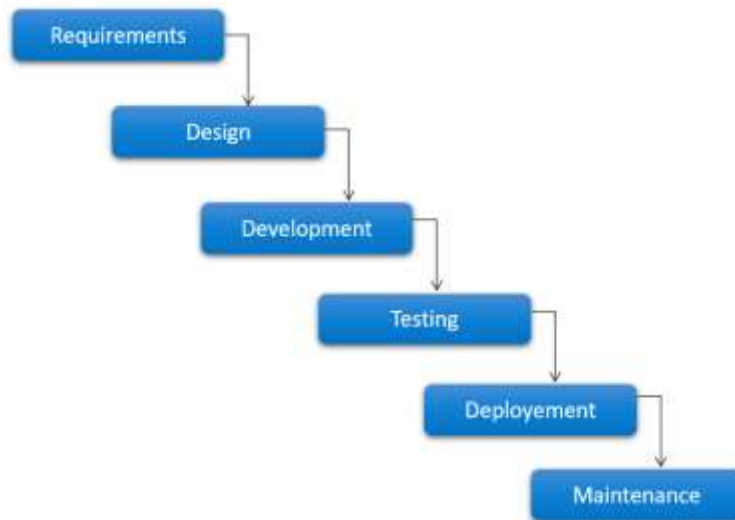 Requirements
Design
Development
Testing
Deployement
Maintenance